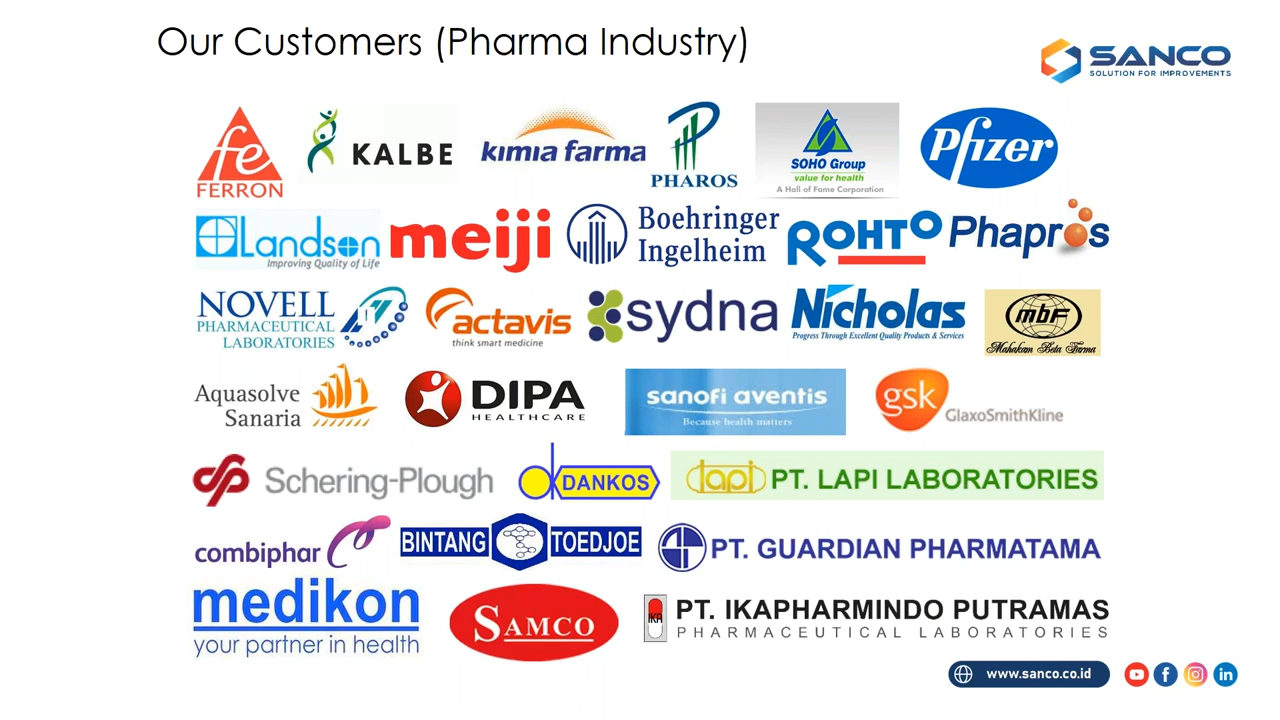 Our Customers (Pharma Industry)
SANCO
SOLUTION FOR IMPROVEMENTS
fe
FERRON
KALBE
kimia farma
PHAROS
SOHO Group
value for health
A Hall of Fame Corporation
Pfizer
Landson
Improving Quality of Life
meiji
Boehringer
Ingelheim
ROHTO
Phapros
NOVELL
PHARMACEUTICAL
LABORATORIES
actavis
think smart medicine
sydna
Nicholas
Progress Through Excellent Quality Products & Services
mbf
Mahakam Beta Farma
Aquasolve
Sanaria
DIPA
HEALTHCARE
sanofi aventis
Because health matters
gsk
GlaxoSmithKline
Schering-Plough
DANKOS
lapi
PT. LAPI LABORATORIES
combiphar
BINTANG TOEDJOE
PT. GUARDIAN PHARMATAMA
medikon
your partner in health
SAMCO
IKA
PT. IKAPHARMINDO PUTRAMAS
PHARMACEUTICAL LABORATORIES
www.sanco.co.id